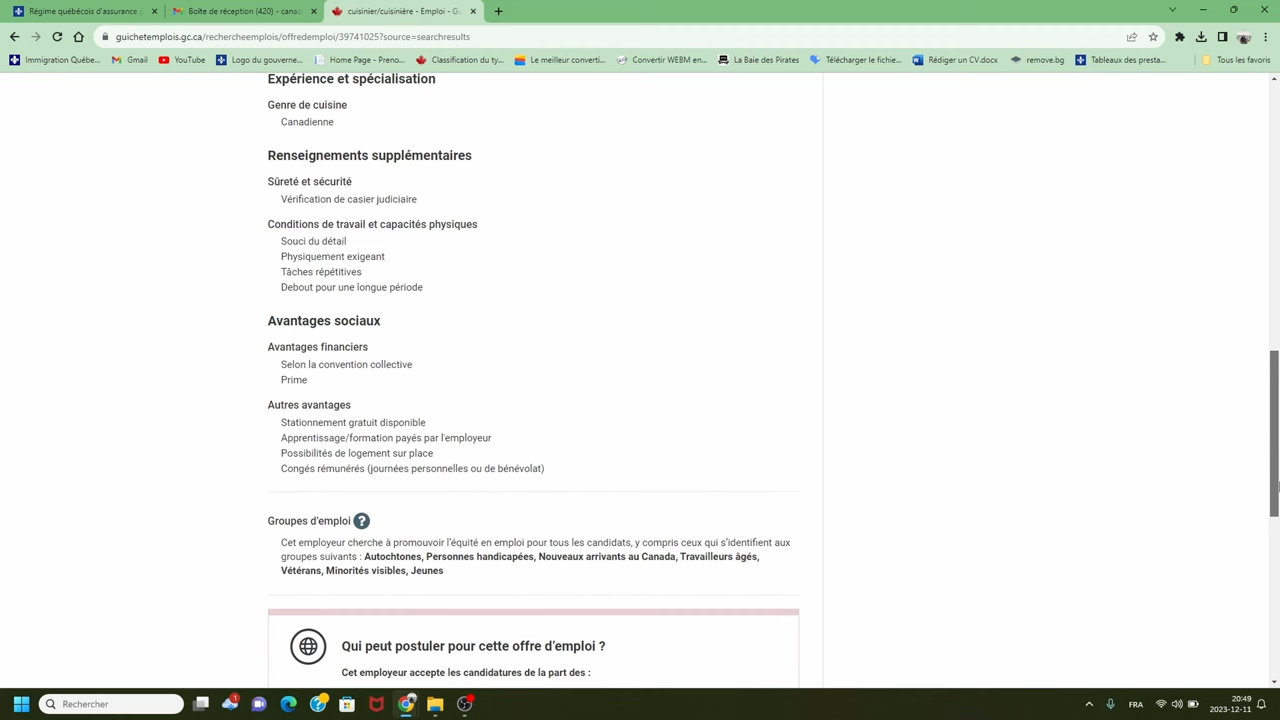 Régime québécois d'assurance
Boîte de réception (420) - canad
cuisinier/cuisinière - Emploi - Gu
guichetemplois.gc.ca/rechercheemplois/offredemploi/39741025?source=searchresults
Immigration Québe... Gmail YouTube Logo du gouverne... Home Page - Preno... Classification du ty... Le meilleur converti... Convertir WEBM en... La Baie des Pirates Télécharger le fichie... Rédiger un CV.docx remove.bg Tableaux des presta... Tous les favoris
Expérience et spécialisation
Genre de cuisine
Canadienne
Renseignements supplémentaires
Sûreté et sécurité
Vérification de casier judiciaire
Conditions de travail et capacités physiques
Souci du détail
Physiquement exigeant
Tâches répétitives
Debout pour une longue période
Avantages sociaux
Avantages financiers
Selon la convention collective
Prime
Autres avantages
Stationnement gratuit disponible
Apprentissage/formation payés par l'employeur
Possibilités de logement sur place
Congés rémunérés (journées personnelles ou de bénévolat)
Groupes d'emploi ?
Cet employeur cherche à promouvoir l'équité en emploi pour tous les candidats, y compris ceux qui s'identifient aux
groupes suivants : Autochtones, Personnes handicapées, Nouveaux arrivants au Canada, Travailleurs âgés,
Vétérans, Minorités visibles, Jeunes
Qui peut postuler pour cette offre d'emploi ?
Cet employeur accepte les candidatures de la part des :
Rechercher
1
FRA
20:49
2023-12-11